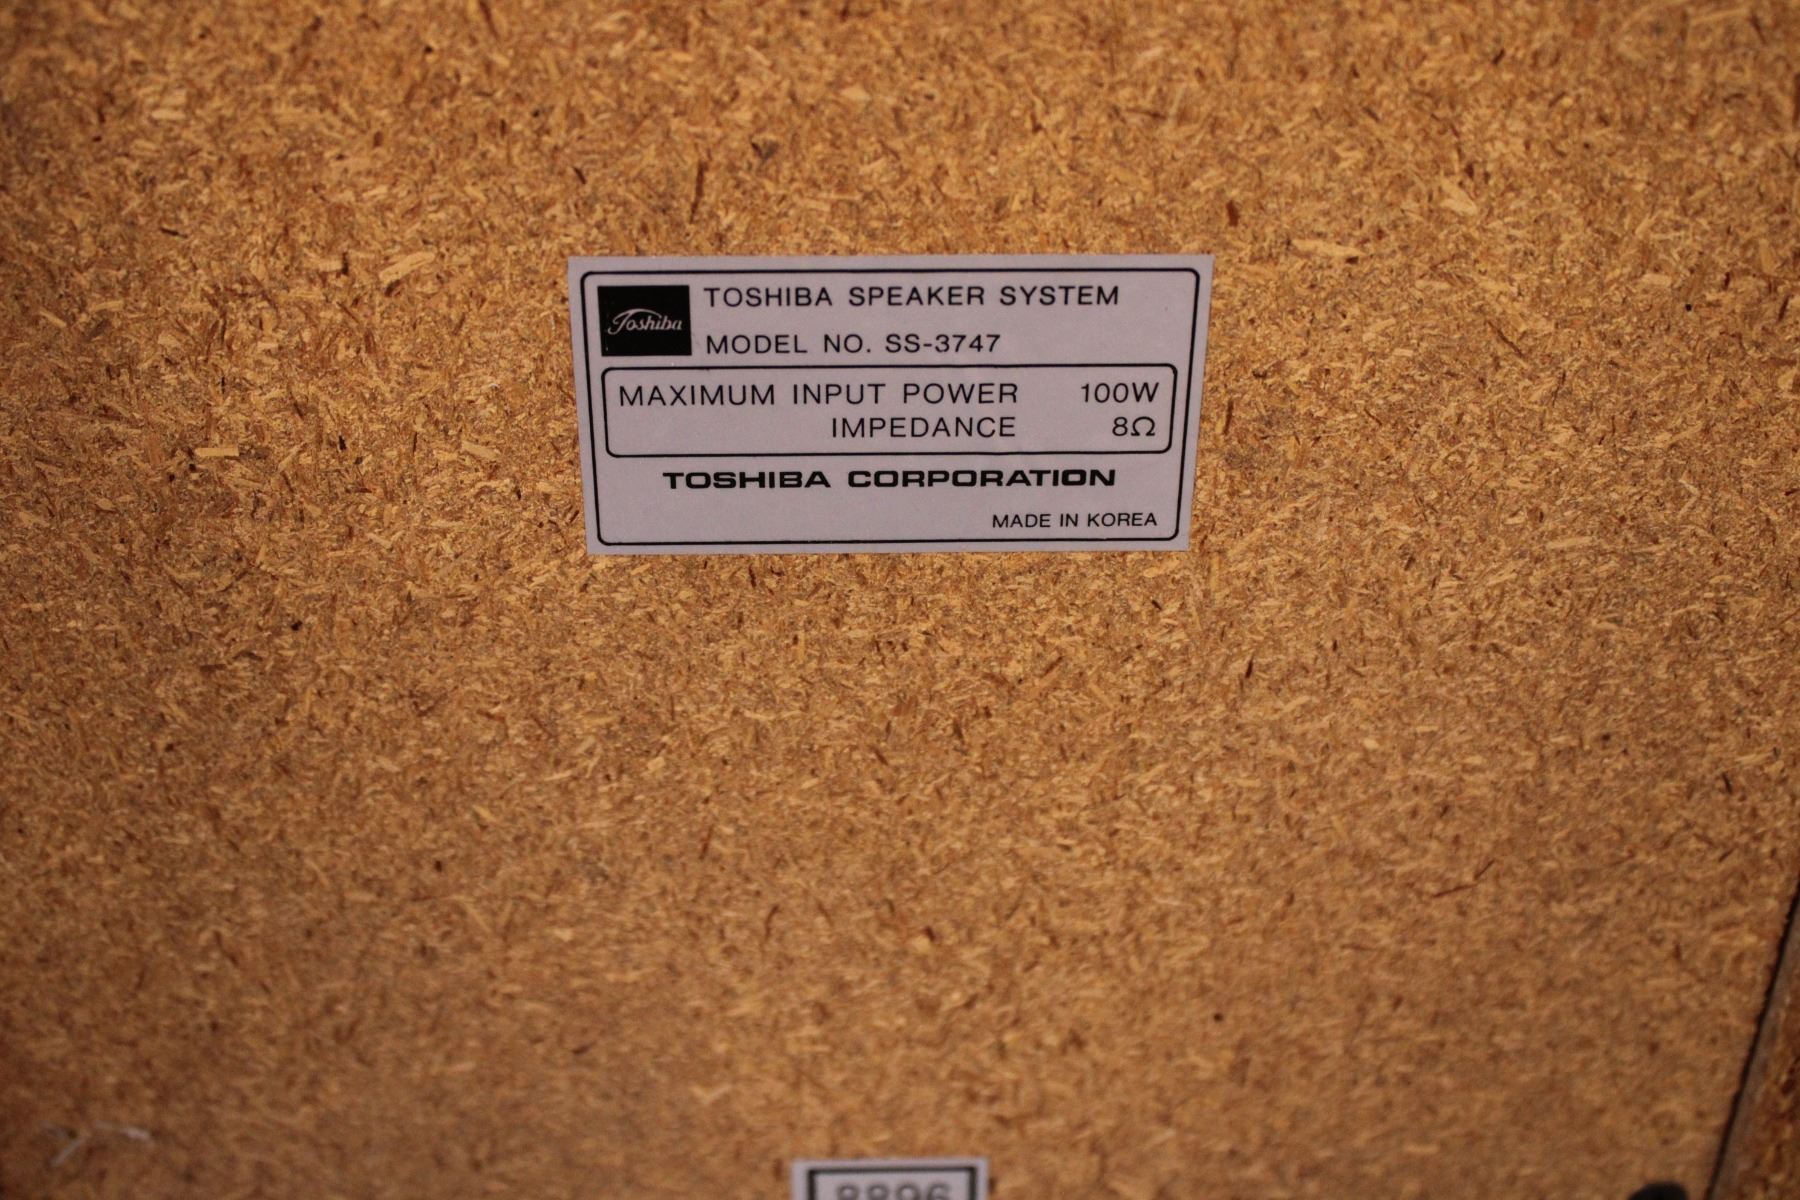 Toshiba
TOSHIBA SPEAKER SYSTEM
MODEL NO. SS-3747
MAXIMUM INPUT POWER 100W
IMPEDANCE 8Ω
TOSHIBA CORPORATION
MADE IN KOREA
8896